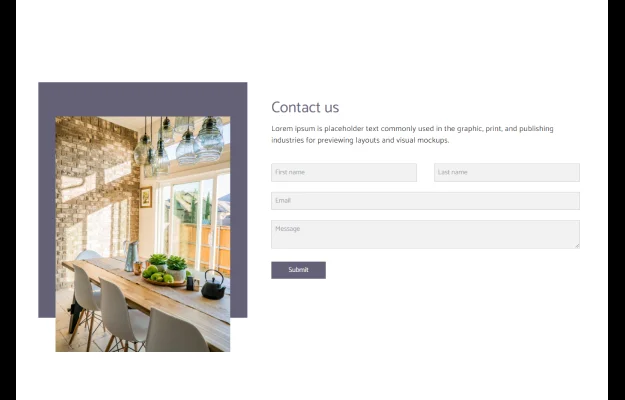 Contact us
Lorem ipsum is placeholder text commonly used in the graphic, print, and publishing
industries for previewing layouts and visual mockups.
First name
Last name
Email
Message
Submit